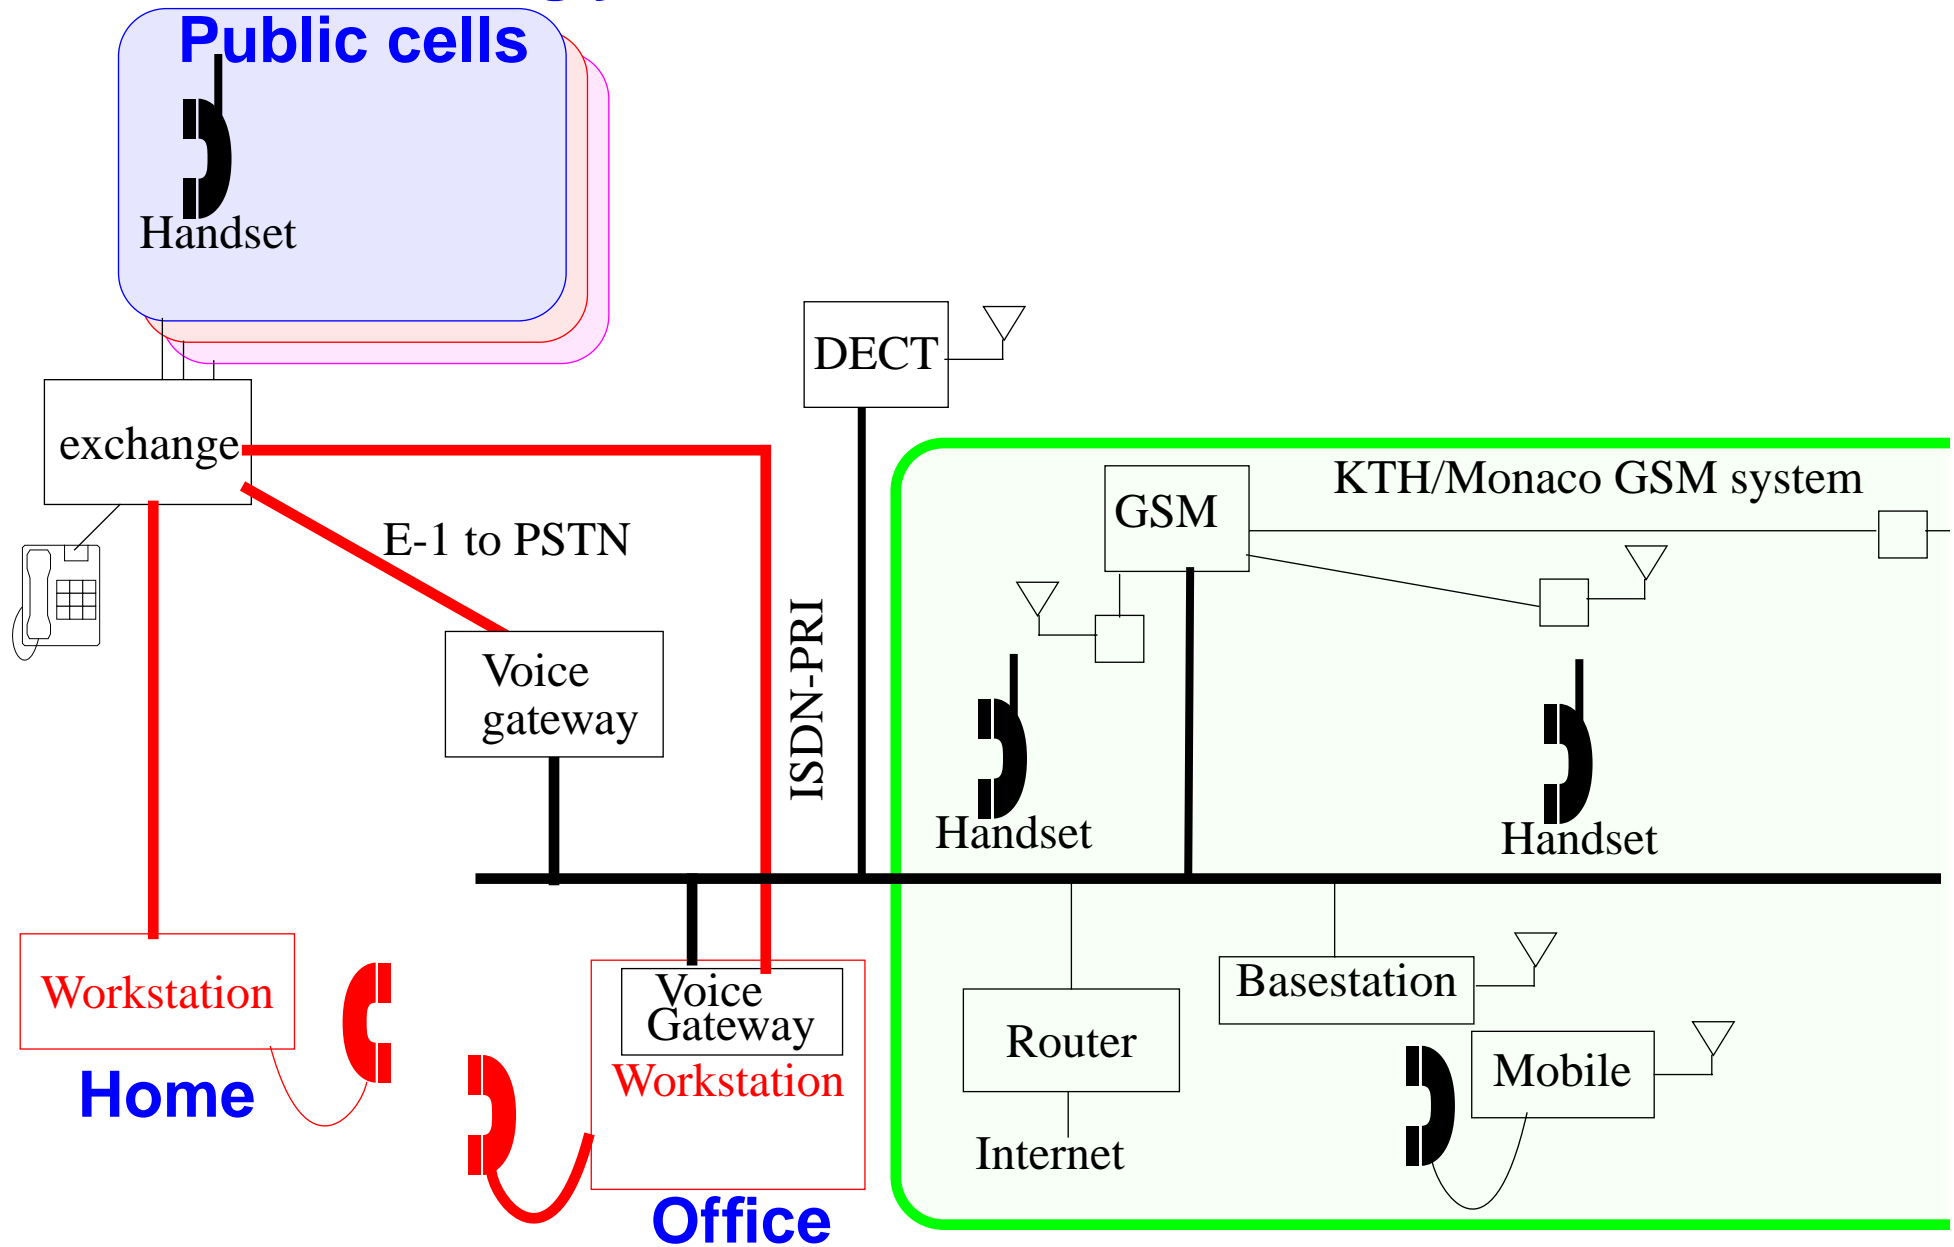 Public cells
Handset
DECT
exchange
KTH/Monaco GSM system
GSM
E-1 to PSTN
ISDN-PRI
Voice
gateway
Handset
Handset
Workstation
Home
Voice
Gateway
Workstation
Office
Basestation
Router
Mobile
Internet